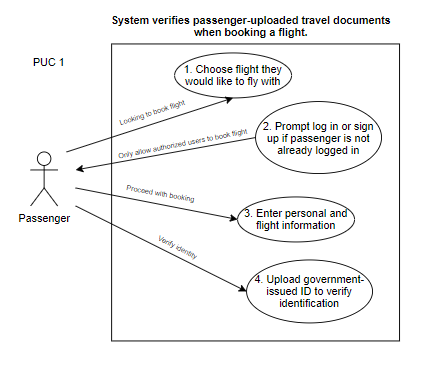 System verifies passenger-uploaded travel documents
when booking a flight.
PUC 1
1. Choose flight they
would like to fly with
Looking to book flight
2. Prompt log in or sign
up if passenger is not
already logged in
Only allow authorized users to book flight
Passenger
Proceed with booking
3. Enter personal and
flight information
Verify identity
4. Upload government-
issued ID to verify
identification